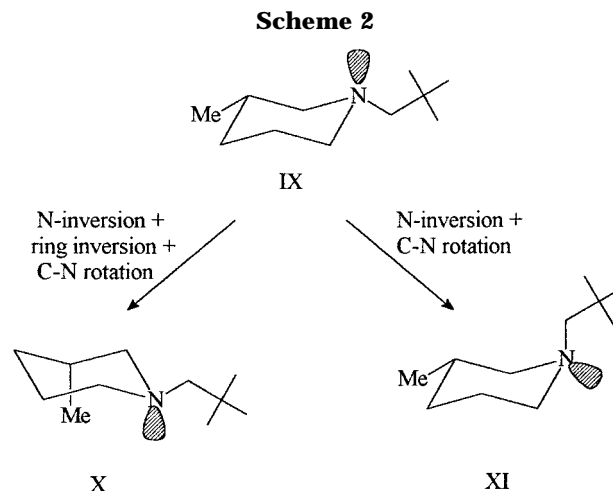 Scheme 2
N
Me
IX
N-inversion +
ring inversion +
C-N rotation
N-inversion +
C-N rotation
N
Me
X
N
Me
XI